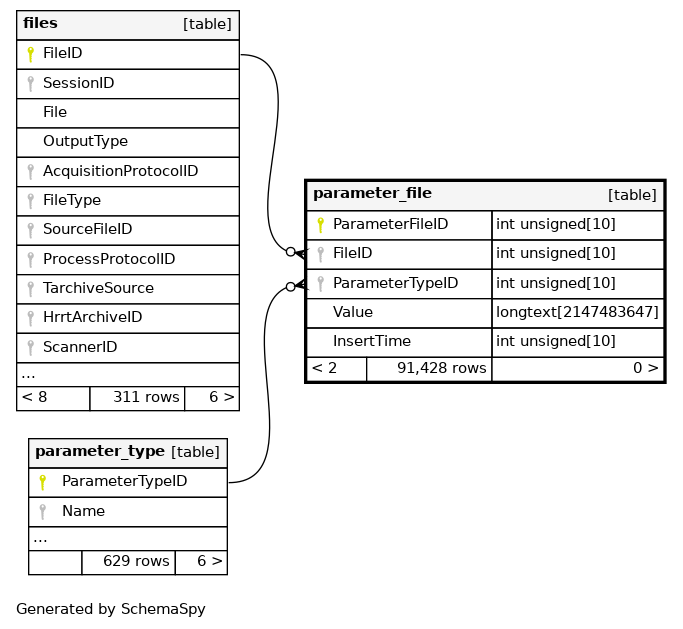 files [table]
FileID
SessionID
File
OutputType
AcquisitionProtocolID
FileType
SourceFileID
ProcessProtocolID
TarchiveSource
HrrtArchiveID
ScannerID
...
< 8 311 rows 6 >
parameter_file [table]
ParameterFileID int unsigned[10]
FileID int unsigned[10]
ParameterTypeID int unsigned[10]
Value longtext[2147483647]
InsertTime int unsigned[10]
< 2 91,428 rows 0 >
parameter_type [table]
ParameterTypeID
Name
...
629 rows 6 >
Generated by SchemaSpy